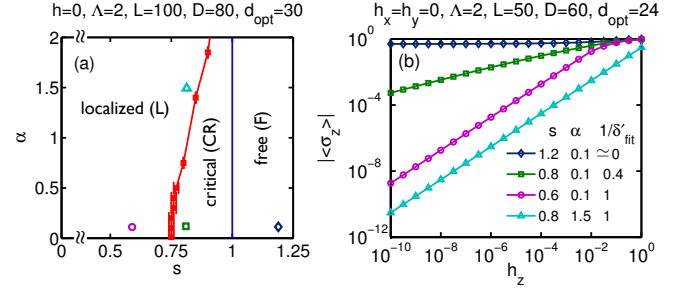 h=0, Λ=2, L=100, D=80, d_opt=30
(a)
localized (L)
critical (CR)
free (F)
2
1.5
1
0.5
0
α
0
0.5
0.75
1
1.25
s
h_x=h_y=0, Λ=2, L=50, D=60, d_opt=24
(b)
10^0
10^-4
10^-8
10^-12
|<σ_z>|
s α 1/δ'_fit
1.2 0.1 ≃0
0.8 0.1 0.4
0.6 0.1 1
0.8 1.5 1
10^-10
10^-8
10^-6
10^-4
10^-2
10^0
h_z